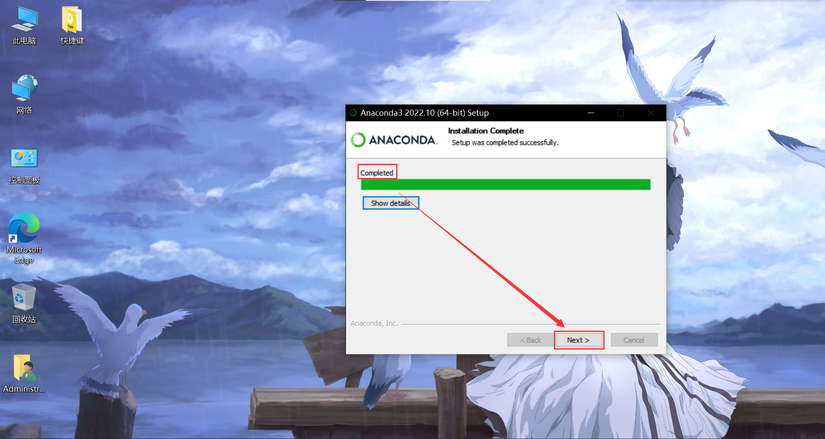 此电脑
快捷键
网络
控制面板
Microsoft
Edge
回收站
Administr...
Anaconda3 2022.10 (64-bit) Setup
ANACONDA.
Installation Complete
Setup was completed successfully.
Completed
Show details
Anaconda, Inc.
< Back
Next >
Cancel